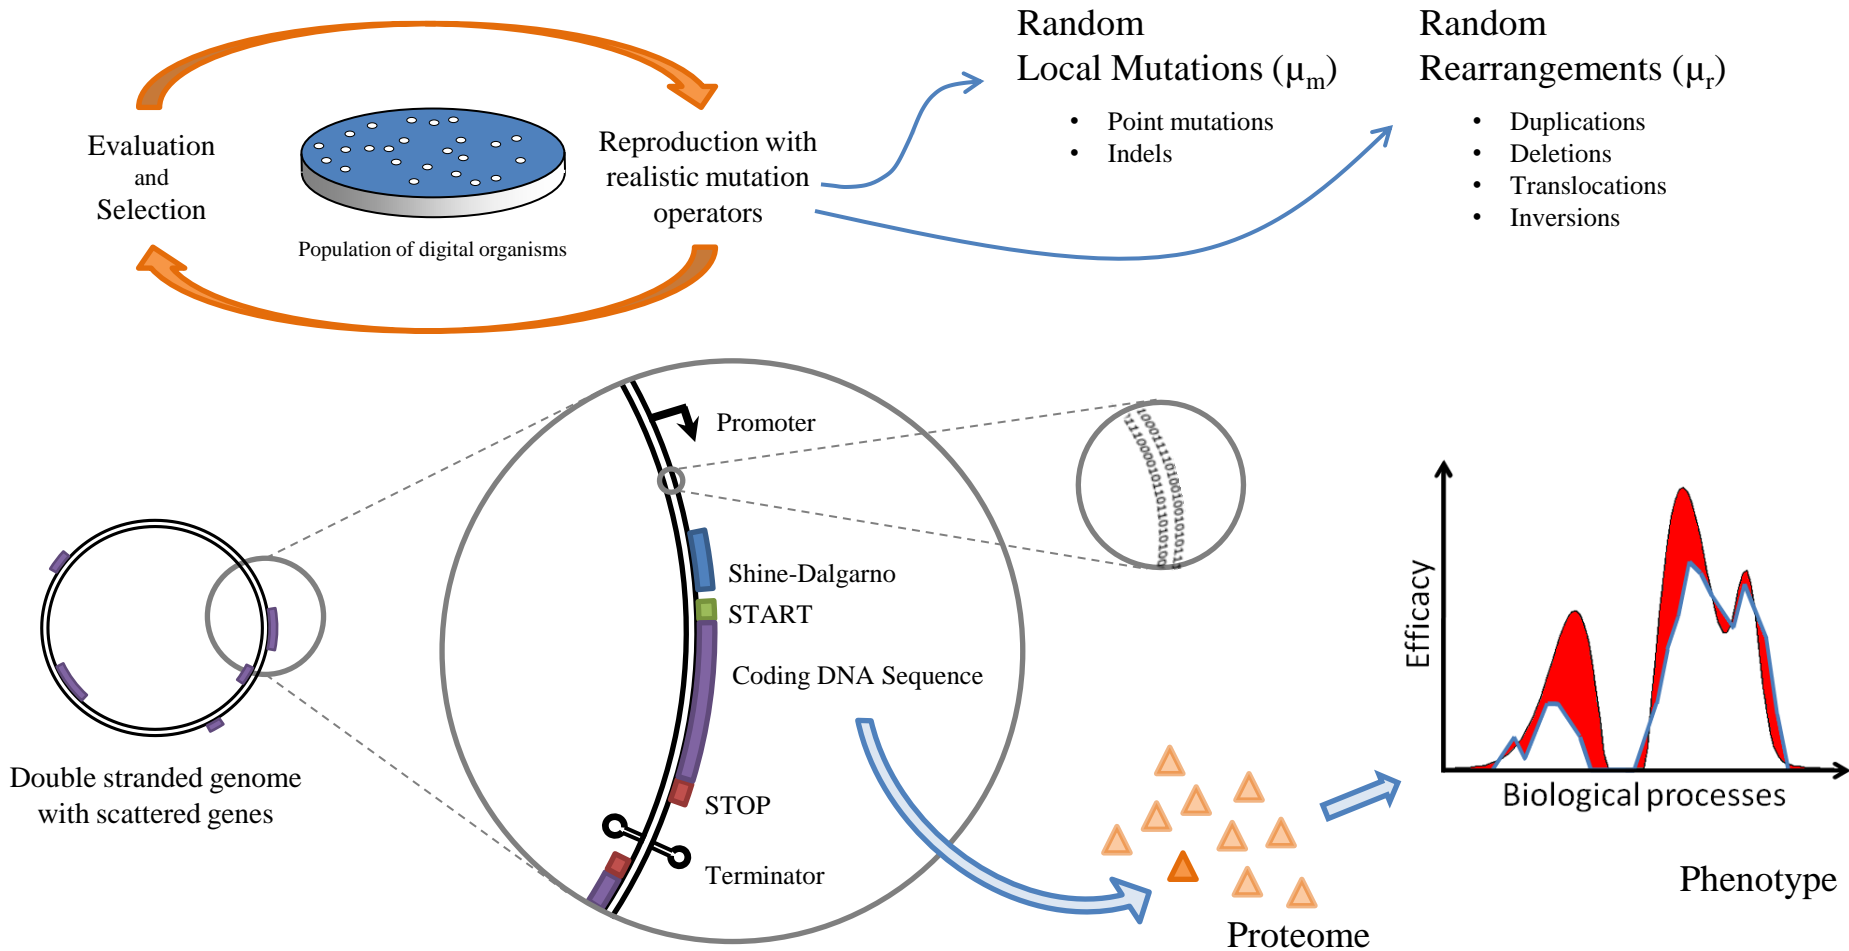 Random
Local Mutations (μm)
• Point mutations
• Indels
Random
Rearrangements (μr)
• Duplications
• Deletions
• Translocations
• Inversions
Evaluation
and
Selection
Population of digital organisms
Reproduction with
realistic mutation
operators
Promoter
Shine-Dalgarno
START
Coding DNA Sequence
STOP
Terminator
Double stranded genome
with scattered genes
Proteome
Efficacy
Biological processes
Phenotype